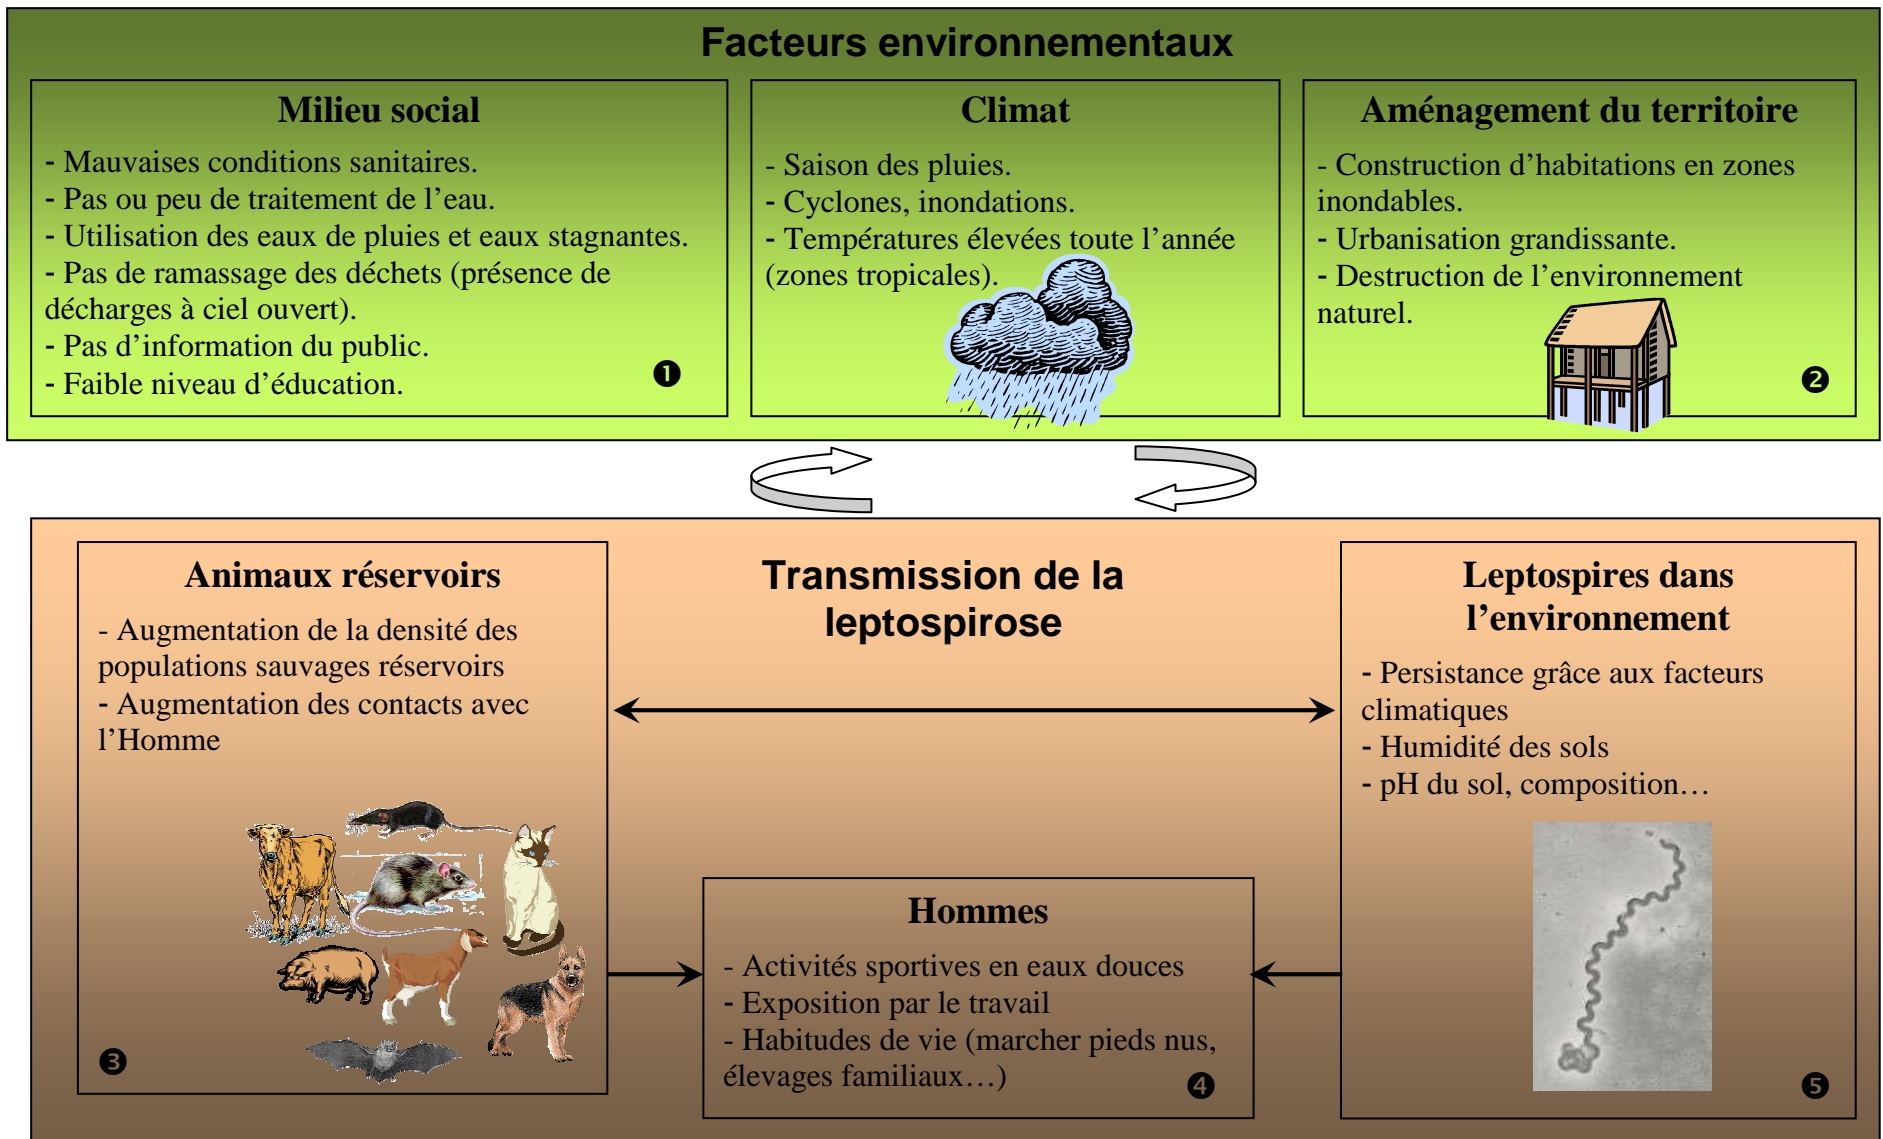 Facteurs environnementaux
Milieu social
- Mauvaises conditions sanitaires.
- Pas ou peu de traitement de l’eau.
- Utilisation des eaux de pluies et eaux stagnantes.
- Pas de ramassage des déchets (présence de
décharges à ciel ouvert).
- Pas d’information du public.
- Faible niveau d’éducation.
❶
Climat
- Saison des pluies.
- Cyclones, inondations.
- Températures élevées toute l’année
(zones tropicales).
Aménagement du territoire
- Construction d’habitations en zones
inondables.
- Urbanisation grandissante.
- Destruction de l’environnement
naturel.
❷
Transmission de la
leptospirose
Animaux réservoirs
- Augmentation de la densité des
populations sauvages réservoirs
- Augmentation des contacts avec
l’Homme
❸
Hommes
- Activités sportives en eaux douces
- Exposition par le travail
- Habitudes de vie (marcher pieds nus,
élevages familiaux…)
❹
Leptospires dans
l’environnement
- Persistance grâce aux facteurs
climatiques
- Humidité des sols
- pH du sol, composition…
❺